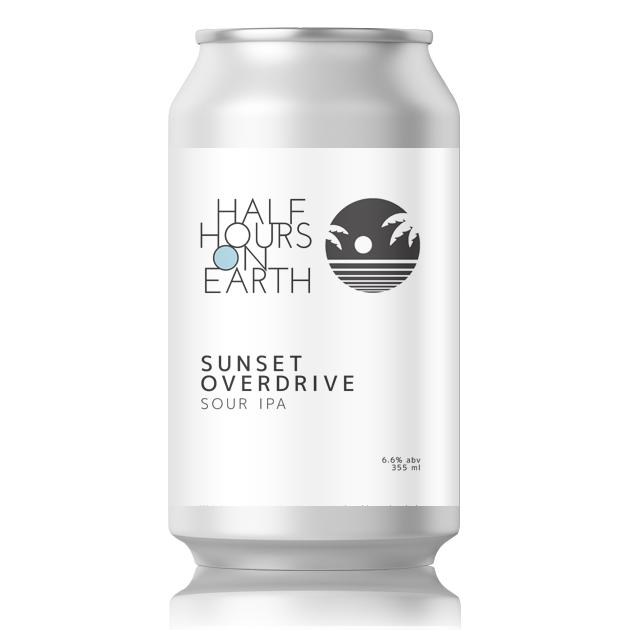 HALF
HOURS
ON
EARTH
SUNSET
OVERDRIVE
SOUR IPA
6.6% abv
355 ml